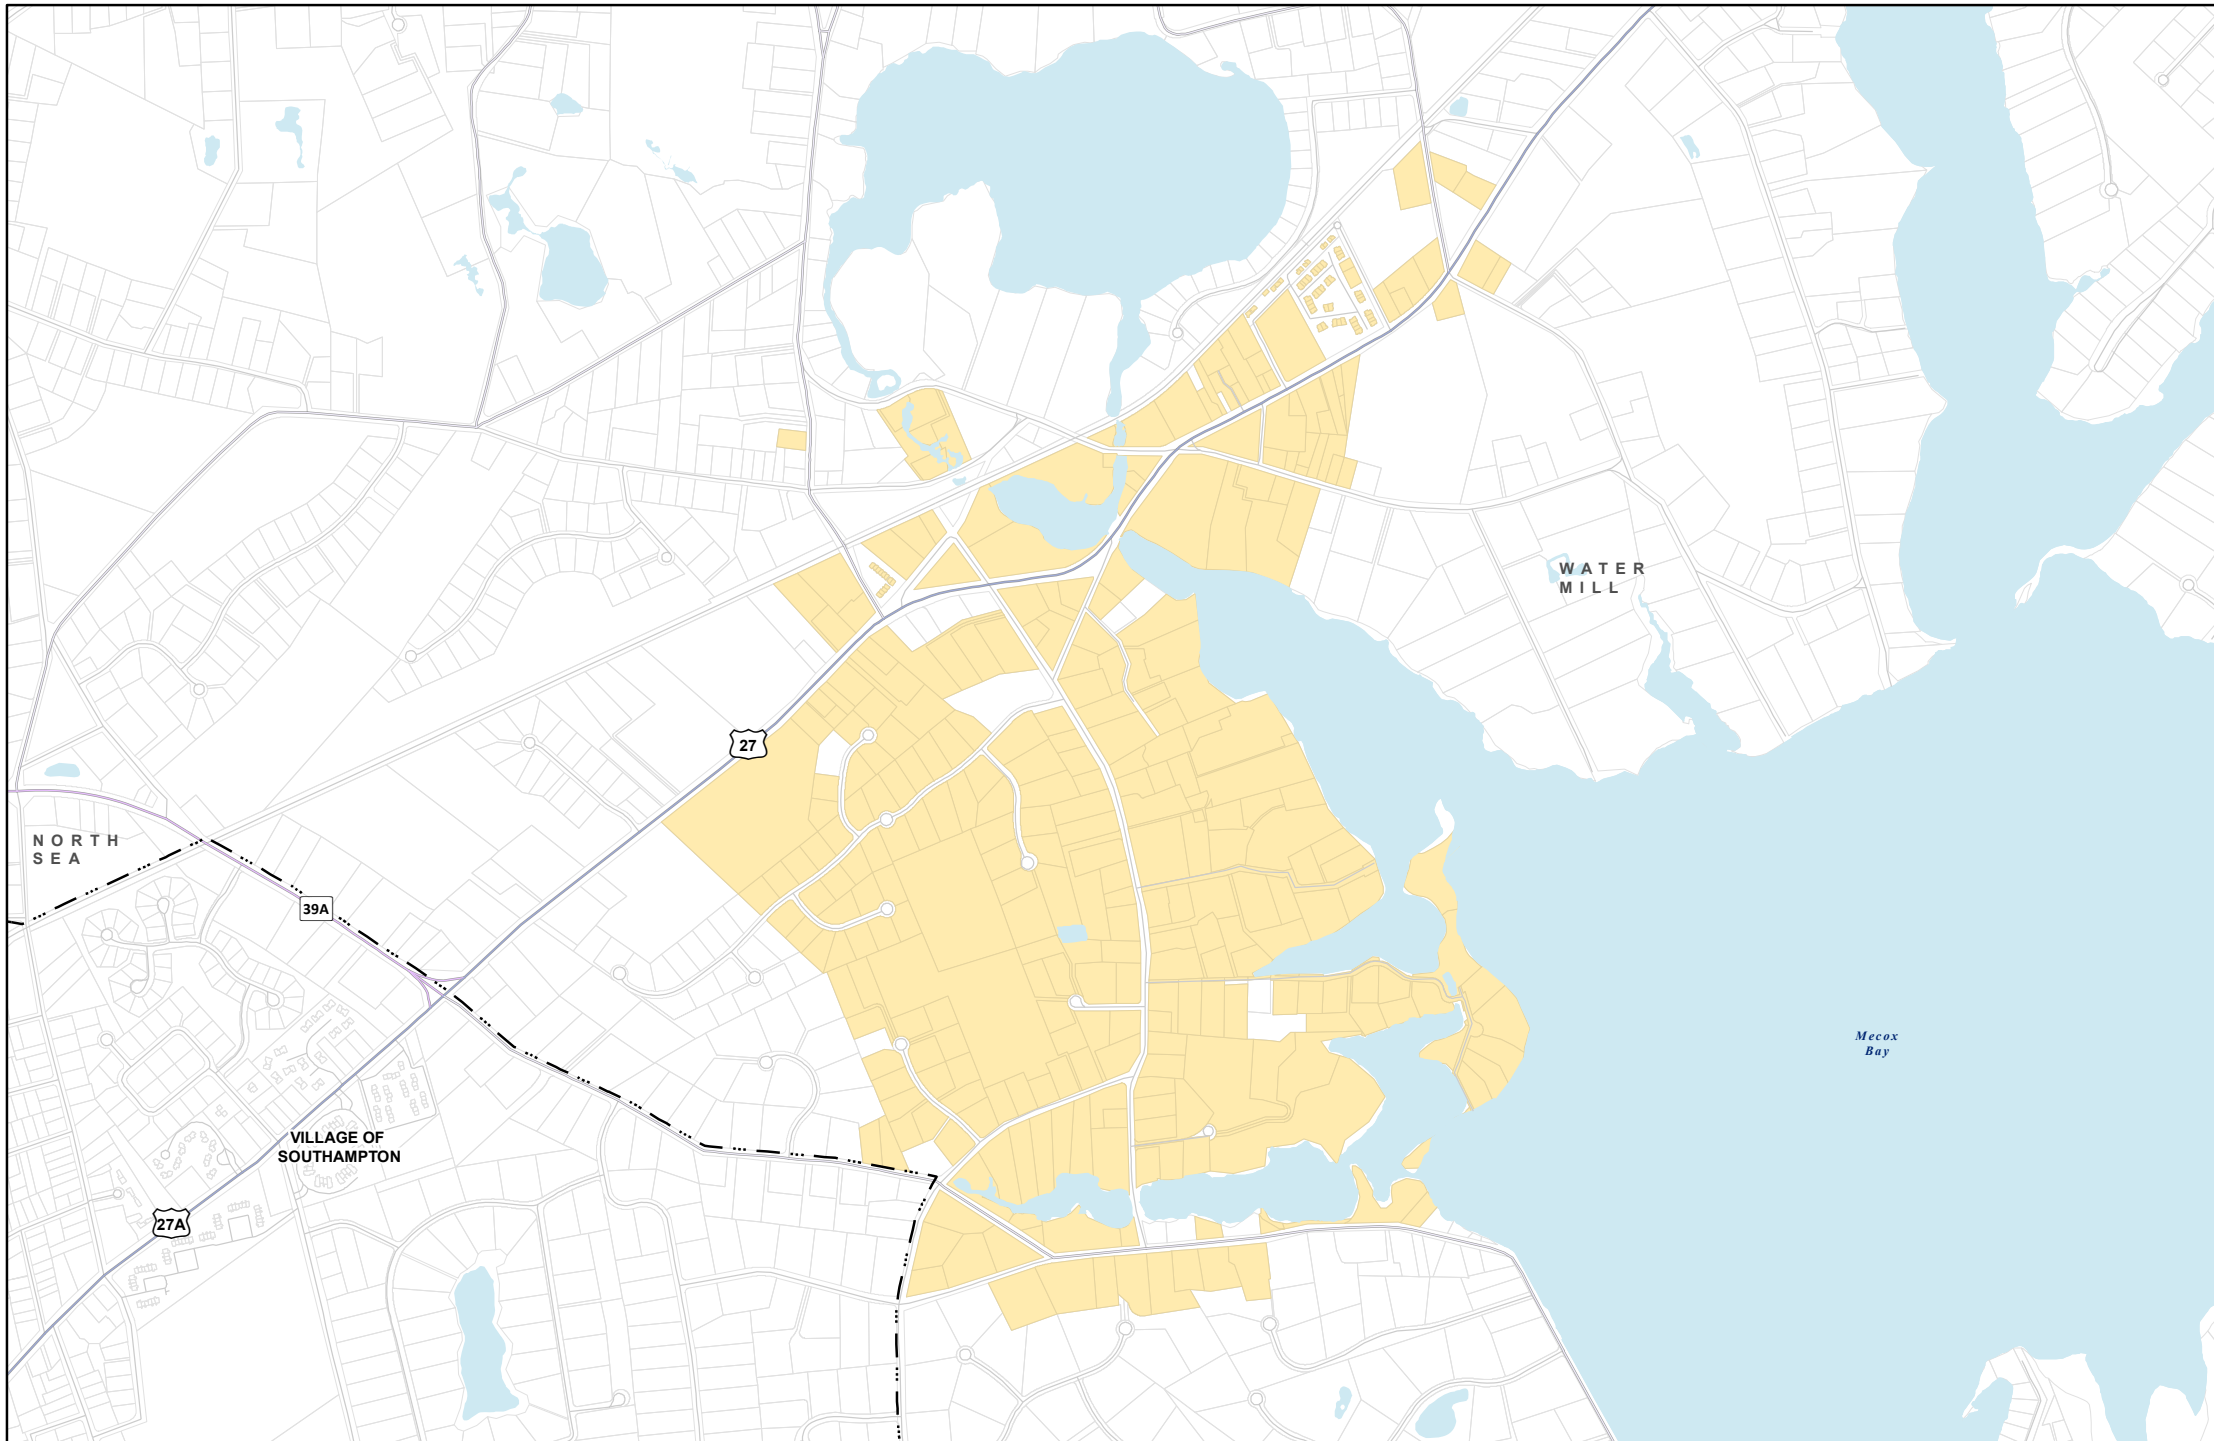 WATER
MILL
27
NORTH
SEA
39A
Mecox
Bay
VILLAGE OF
SOUTHAMPTON
27A